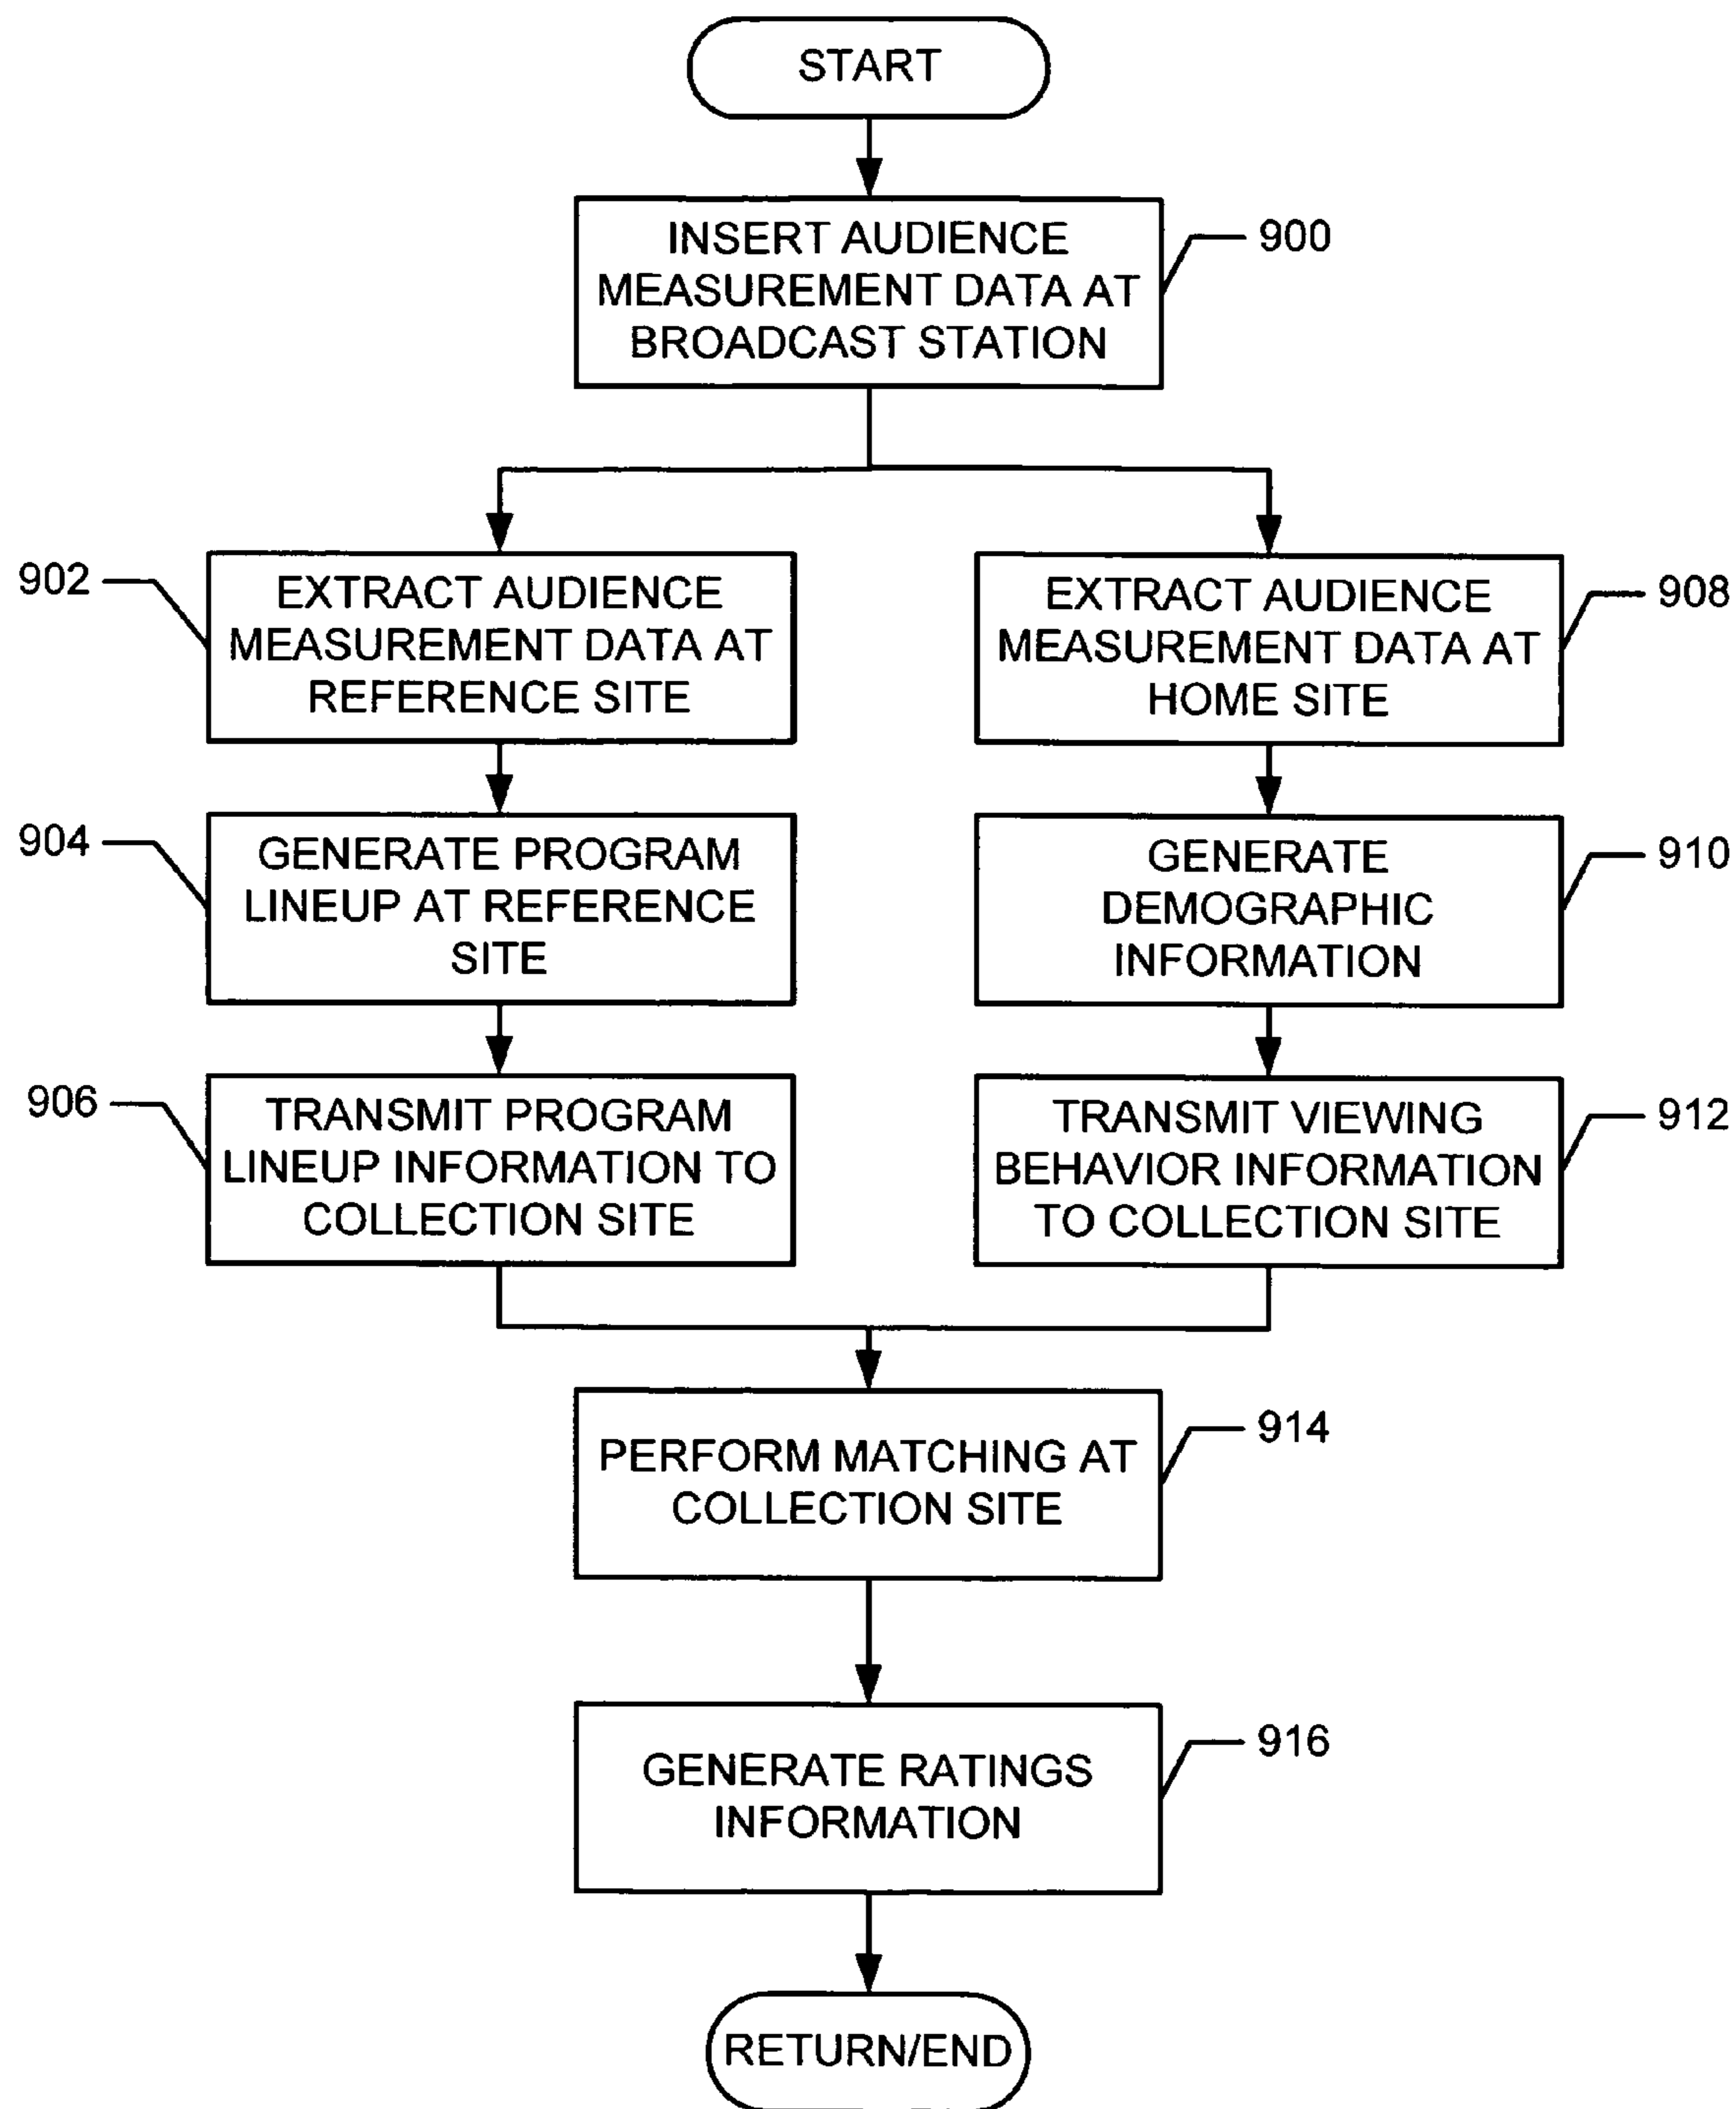 START
INSERT AUDIENCE
MEASUREMENT DATA AT
BROADCAST STATION
900
902
EXTRACT AUDIENCE
MEASUREMENT DATA AT
REFERENCE SITE
EXTRACT AUDIENCE
MEASUREMENT DATA AT
HOME SITE
908
904
GENERATE PROGRAM
LINEUP AT REFERENCE
SITE
GENERATE
DEMOGRAPHIC
INFORMATION
910
906
TRANSMIT PROGRAM
LINEUP INFORMATION TO
COLLECTION SITE
TRANSMIT VIEWING
BEHAVIOR INFORMATION
TO COLLECTION SITE
912
PERFORM MATCHING AT
COLLECTION SITE
914
GENERATE RATINGS
INFORMATION
916
RETURN/END